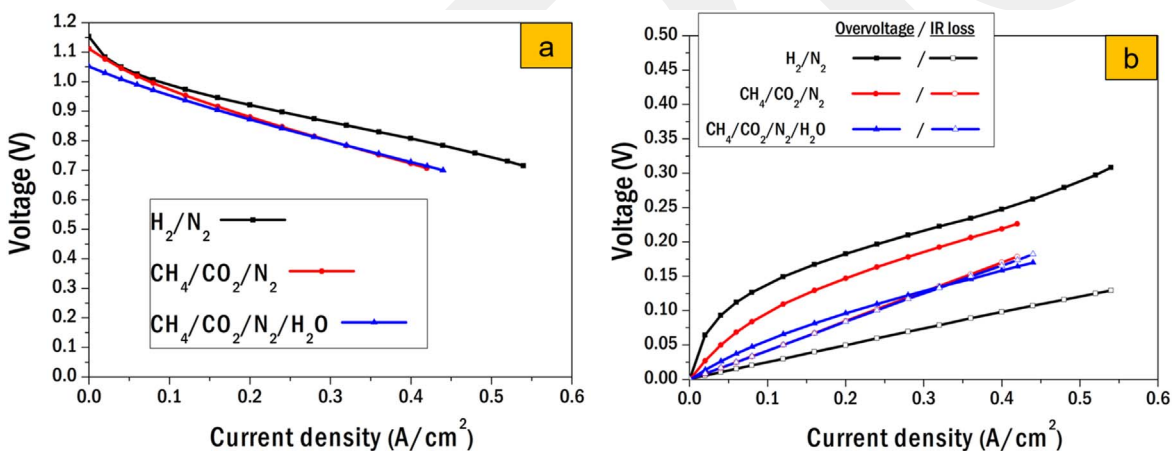 a
Voltage (V)
1.2
1.1
1.0
0.9
0.8
0.7
0.6
0.5
0.4
0.3
0.2
0.1
0.0
H₂/N₂
CH₄/CO₂/N₂
CH₄/CO₂/N₂/H₂O
0.0 0.1 0.2 0.3 0.4 0.5 0.6
Current density (A/cm²)
b
Voltage (V)
Overvoltage / IR loss
H₂/N₂ /
CH₄/CO₂/N₂ /
CH₄/CO₂/N₂/H₂O /
0.50
0.45
0.40
0.35
0.30
0.25
0.20
0.15
0.10
0.05
0.00
0.0 0.1 0.2 0.3 0.4 0.5 0.6
Current density (A/cm²)